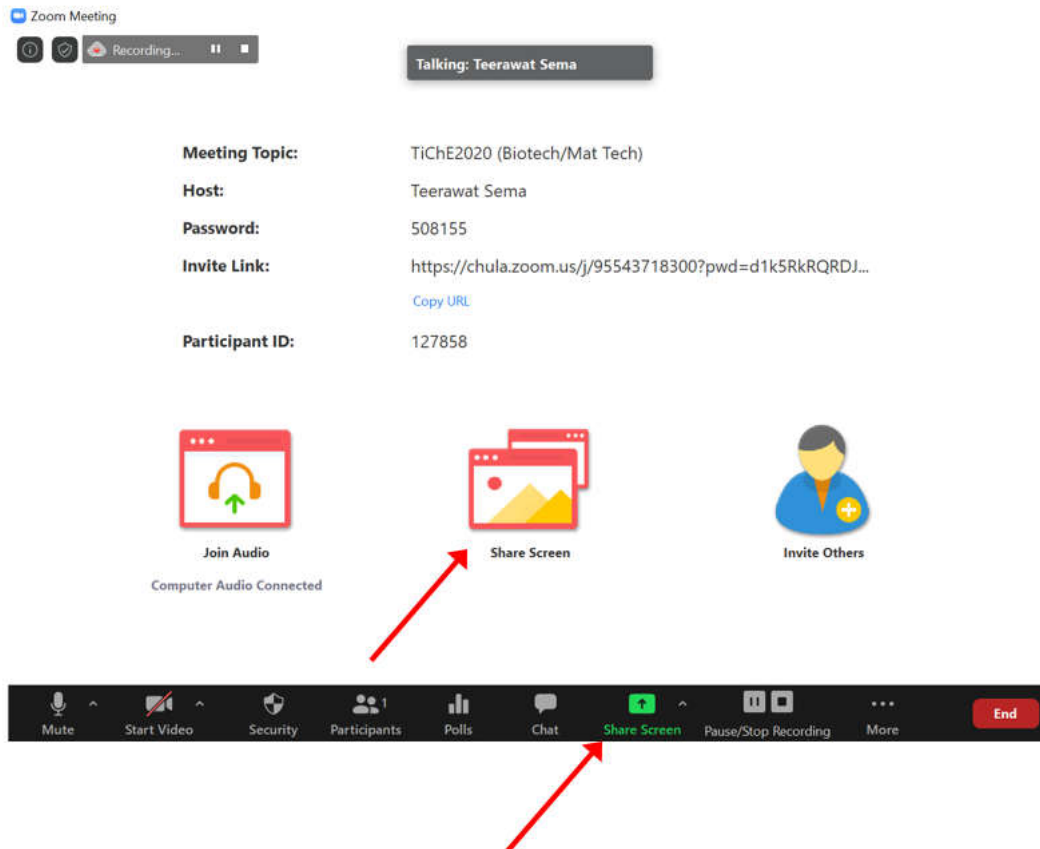 Zoom Meeting
Recording...
Talking: Teerawat Sema
Meeting Topic: TiChE2020 (Biotech/Mat Tech)
Host: Teerawat Sema
Password: 508155
Invite Link: https://chula.zoom.us/j/95543718300?pwd=d1k5RkRQRDJ...
Copy URL
Participant ID: 127858
Join Audio Share Screen Invite Others
Computer Audio Connected
1
Mute Start Video Security Participants Polls Chat Share Screen Pause/Stop Recording More End